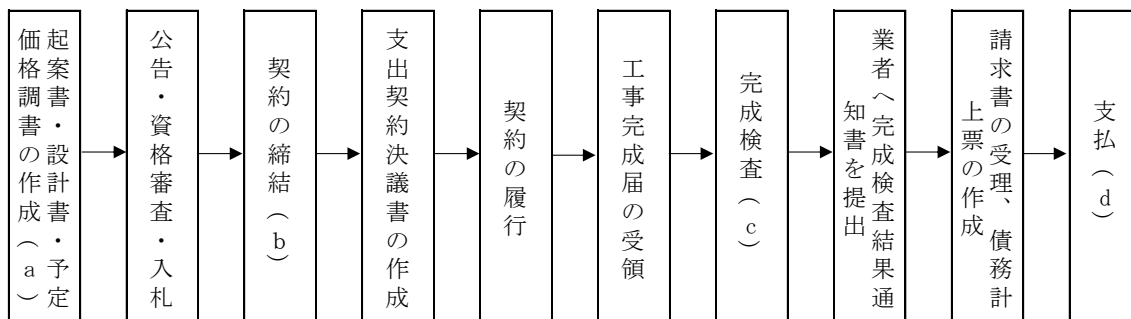 起案書・設計書・予定
価格調書の作成（a）
公告・資格審査・入札
契約の締結（b）
支出契約決議書の作成
契約の履行
工事完成届の受領
完成検査（c）
業者へ完成検査結果通
知書を提出
請求書の受理、債務計
上票の作成
支払（d）